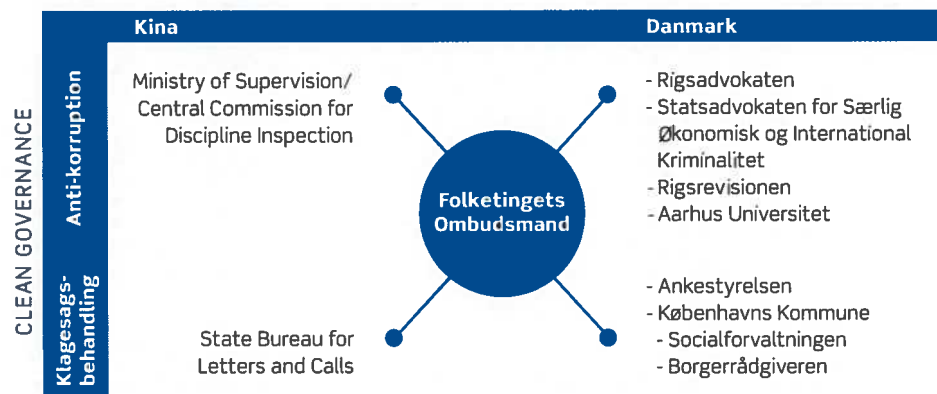 Kina
Danmark
CLEAN GOVERNANCE
Anti-korruption
Ministry of Supervision/
Central Commission for
Discipline Inspection
- Rigsadvokaten
- Statsadvokaten for Særlig
Økonomisk og International
Kriminalitet
- Rigsrevisionen
- Aarhus Universitet
Folketingets
Ombudsmand
Klagesags-
behandling
State Bureau for
Letters and Calls
- Ankestyrelsen
- Københavns Kommune
- Socialforvaltningen
- Borgerrådgiveren